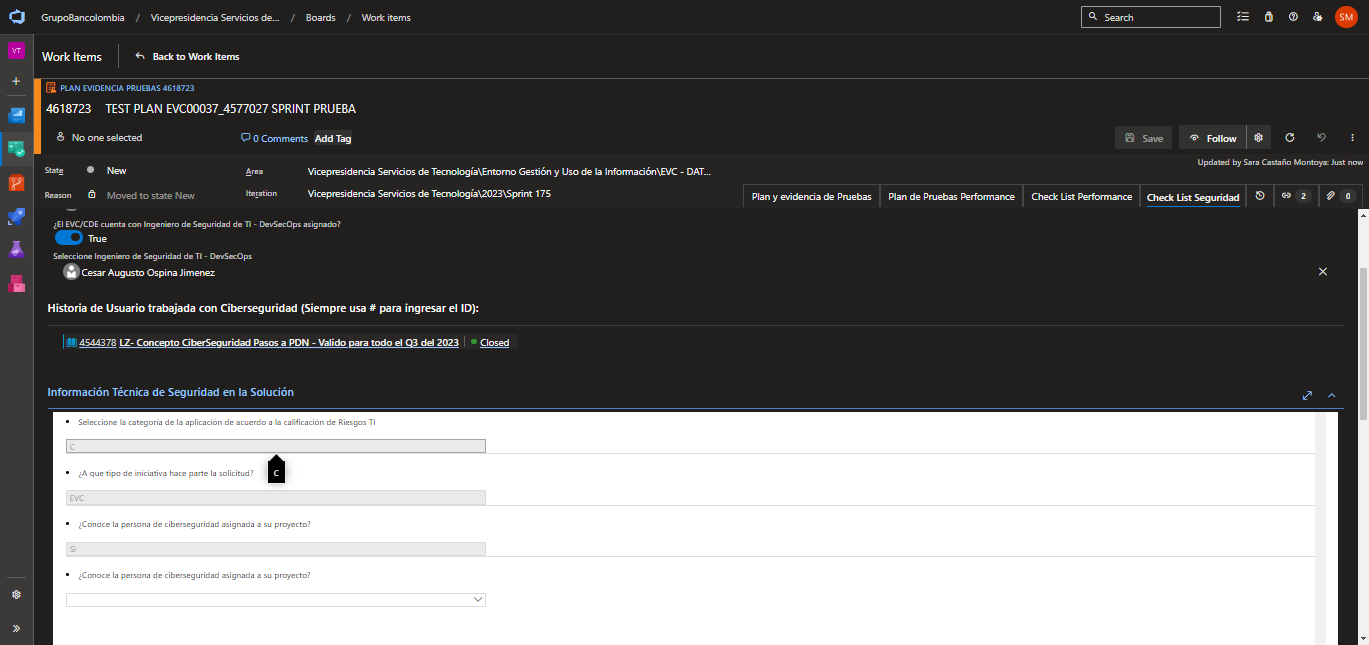 GrupoBancolombia / Vicepresidencia Servicios de... / Boards / Work items
Search
SM
VT
Work Items
Back to Work Items
PLAN EVIDENCIA PRUEBAS 4618723
4618723 TEST PLAN EVC00037_4577027 SPRINT PRUEBA
No one selected
0 Comments
Add Tag
Save
Follow
Updated by Sara Castaño Montoya: Just now
State New
Area Vicepresidencia Servicios de Tecnología\Entorno Gestión y Uso de la Información\EVC - DAT...
Reason Moved to state New
Iteration Vicepresidencia Servicios de Tecnología\2023\Sprint 175
Plan y evidencia de Pruebas
Plan de Pruebas Performance
Check List Performance
Check List Seguridad
2
0
¿El EVC/CDE cuenta con Ingeniero de Seguridad de TI - DevSecOps asignado?
True
Seleccione Ingeniero de Seguridad de TI - DevSecOps
Cesar Augusto Ospina Jimenez
Historia de Usuario trabajada con Ciberseguridad (Siempre usa # para ingresar el ID):
4544378 LZ- Concepto CiberSeguridad Pasos a PDN - Valido para todo el Q3 del 2023 Closed
Información Técnica de Seguridad en la Solución
• Seleccione la categoria de la aplicación de acuerdo a la calificación de Riesgos TI
C
• ¿A que tipo de iniciativa hace parte la solicitud?
C
EVC
• ¿Conoce la persona de ciberseguridad asignada a su proyecto?
Si
• ¿Conoce la persona de ciberseguridad asignada a su proyecto?